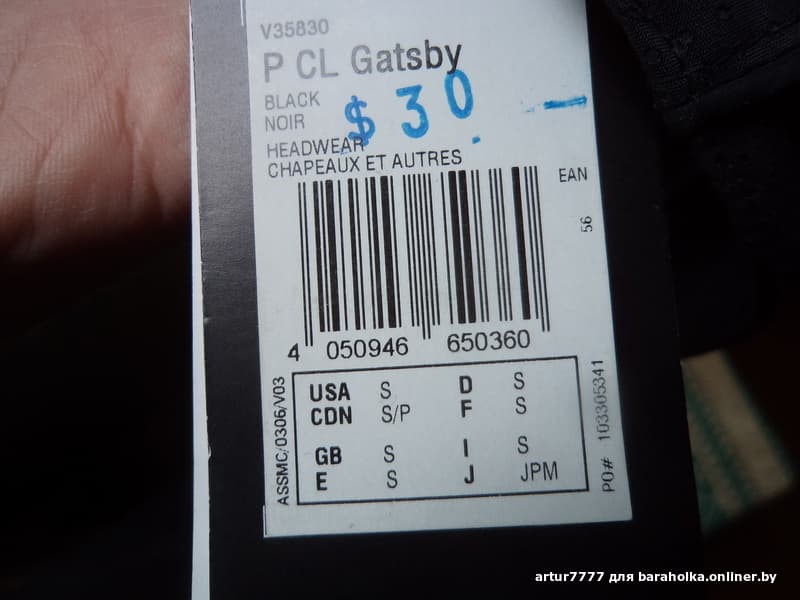 V35830
P CL Gatsby
BLACK
NOIR
$ 30
HEADWEAR
CHAPEAUX ET AUTRES
EAN
56
4 050946 650360
ASSMC/0306/V03
USA S D S
CDN S/P F S
GB S I S
E S J JPM
PO# 103305341
artur7777 для baraholka.onliner.by